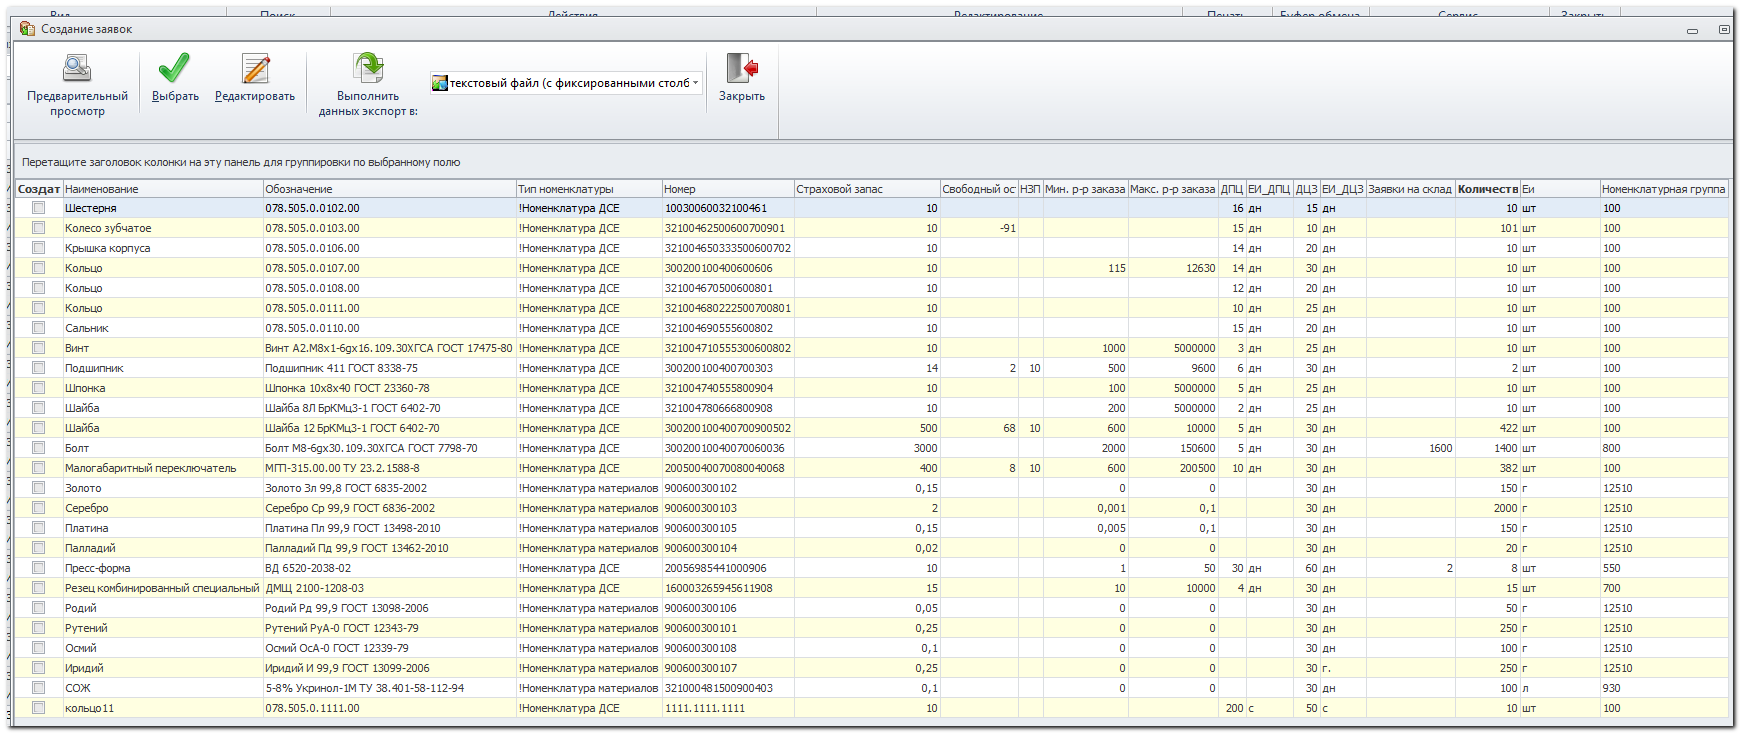 Вид Поиск Действия Редактирование Печать Буфер обмена Сервис Закрыть
Создание заявок
Предварительный просмотр
Выбрать
Редактировать
Выполнить данных экспорт в:
текстовый файл (с фиксированными столб
Закрыть
Перетащите заголовок колонки на эту панель для группировки по выбранному полю
Создат Наименование Обозначение Тип номенклатуры Номер Страховой запас Свободный ос НЗП Мин. р-р заказа Макс. р-р заказа ДПЦ ЕИ_ДПЦ ДЦЗ ЕИ_ДЦЗ Заявки на склад Количеств Еи Номенклатурная группа
Шестерня 078.505.0.0102.00 !Номенклатура ДСЕ 10030060032100461 10 16 дн 15 дн 10 шт 100
Колесо зубчатое 078.505.0.0103.00 !Номенклатура ДСЕ 32100462500600700901 10 -91 15 дн 10 дн 101 шт 100
Крышка корпуса 078.505.0.0106.00 !Номенклатура ДСЕ 321004650333500600702 10 14 дн 20 дн 10 шт 100
Кольцо 078.505.0.0107.00 !Номенклатура ДСЕ 300200100400600606 10 115 12630 14 дн 30 дн 10 шт 100
Кольцо 078.505.0.0108.00 !Номенклатура ДСЕ 321004670500600801 10 12 дн 20 дн 10 шт 100
Кольцо 078.505.0.0111.00 !Номенклатура ДСЕ 321004680222500700801 10 10 дн 25 дн 10 шт 100
Сальник 078.505.0.0110.00 !Номенклатура ДСЕ 321004690555600802 10 15 дн 20 дн 10 шт 100
Винт Винт А2.М8х1-6gх16.109.30ХГСА ГОСТ 17475-80 !Номенклатура ДСЕ 321004710555300600802 10 1000 5000000 3 дн 25 дн 10 шт 100
Подшипник Подшипник 411 ГОСТ 8338-75 !Номенклатура ДСЕ 300200100400700303 14 2 10 500 9600 6 дн 30 дн 2 шт 100
Шпонка Шпонка 10х8х40 ГОСТ 23360-78 !Номенклатура ДСЕ 321004740555800904 10 100 5000000 5 дн 25 дн 10 шт 100
Шайба Шайба 8Л БрКМц3-1 ГОСТ 6402-70 !Номенклатура ДСЕ 321004780666800908 10 200 5000000 2 дн 25 дн 10 шт 100
Шайба Шайба 12 БрКМц3-1 ГОСТ 6402-70 !Номенклатура ДСЕ 300200100400700900502 500 68 10 600 10000 5 дн 30 дн 422 шт 100
Болт Болт М8-6gх30.109.30ХГСА ГОСТ 7798-70 !Номенклатура ДСЕ 30020010040070060036 3000 2000 150600 5 дн 30 дн 1600 1400 шт 800
Малогабаритный переключатель МГП-315.00.00 ТУ 23.2.1588-8 !Номенклатура ДСЕ 20050040070080040068 400 8 10 600 200500 10 дн 30 дн 382 шт 100
Золото Золото Зл 99,8 ГОСТ 6835-2002 !Номенклатура материалов 900600300102 0,15 0 0 30 дн 150 г 12510
Серебро Серебро Ср 99,9 ГОСТ 6836-2002 !Номенклатура материалов 900600300103 2 0,001 0,1 30 дн 2000 г 12510
Платина Платина Пл 99,9 ГОСТ 13498-2010 !Номенклатура материалов 900600300105 0,15 0,005 0,1 30 дн 150 г 12510
Палладий Палладий Пд 99,9 ГОСТ 13462-2010 !Номенклатура материалов 900600300104 0,02 0 0 30 дн 20 г 12510
Пресс-форма ВД 6520-2038-02 !Номенклатура ДСЕ 20056985441000906 10 1 50 30 дн 60 дн 2 8 шт 550
Резец комбинированный специальный ДМЩ 2100-1208-03 !Номенклатура ДСЕ 160003265945611908 15 10 10000 4 дн 30 дн 15 шт 700
Родий Родий Рд 99,9 ГОСТ 13098-2006 !Номенклатура материалов 900600300106 0,05 0 0 30 дн 50 г 12510
Рутений Рутений РуА-0 ГОСТ 12343-79 !Номенклатура материалов 900600300101 0,25 0 0 30 дн 250 г 12510
Осмий Осмий ОсА-0 ГОСТ 12339-79 !Номенклатура материалов 900600300108 0,1 0 0 30 дн 100 г 12510
Иридий Иридий И 99,9 ГОСТ 13099-2006 !Номенклатура материалов 900600300107 0,25 0 0 30 г. 250 г 12510
СОЖ 5-8% Укринол-1М ТУ 38.401-58-112-94 !Номенклатура материалов 321000481500900403 0,1 0 0 30 дн 100 л 930
кольцо11 078.505.0.1111.00 !Номенклатура ДСЕ 1111.1111.1111 10 200 с 50 с 10 шт 100